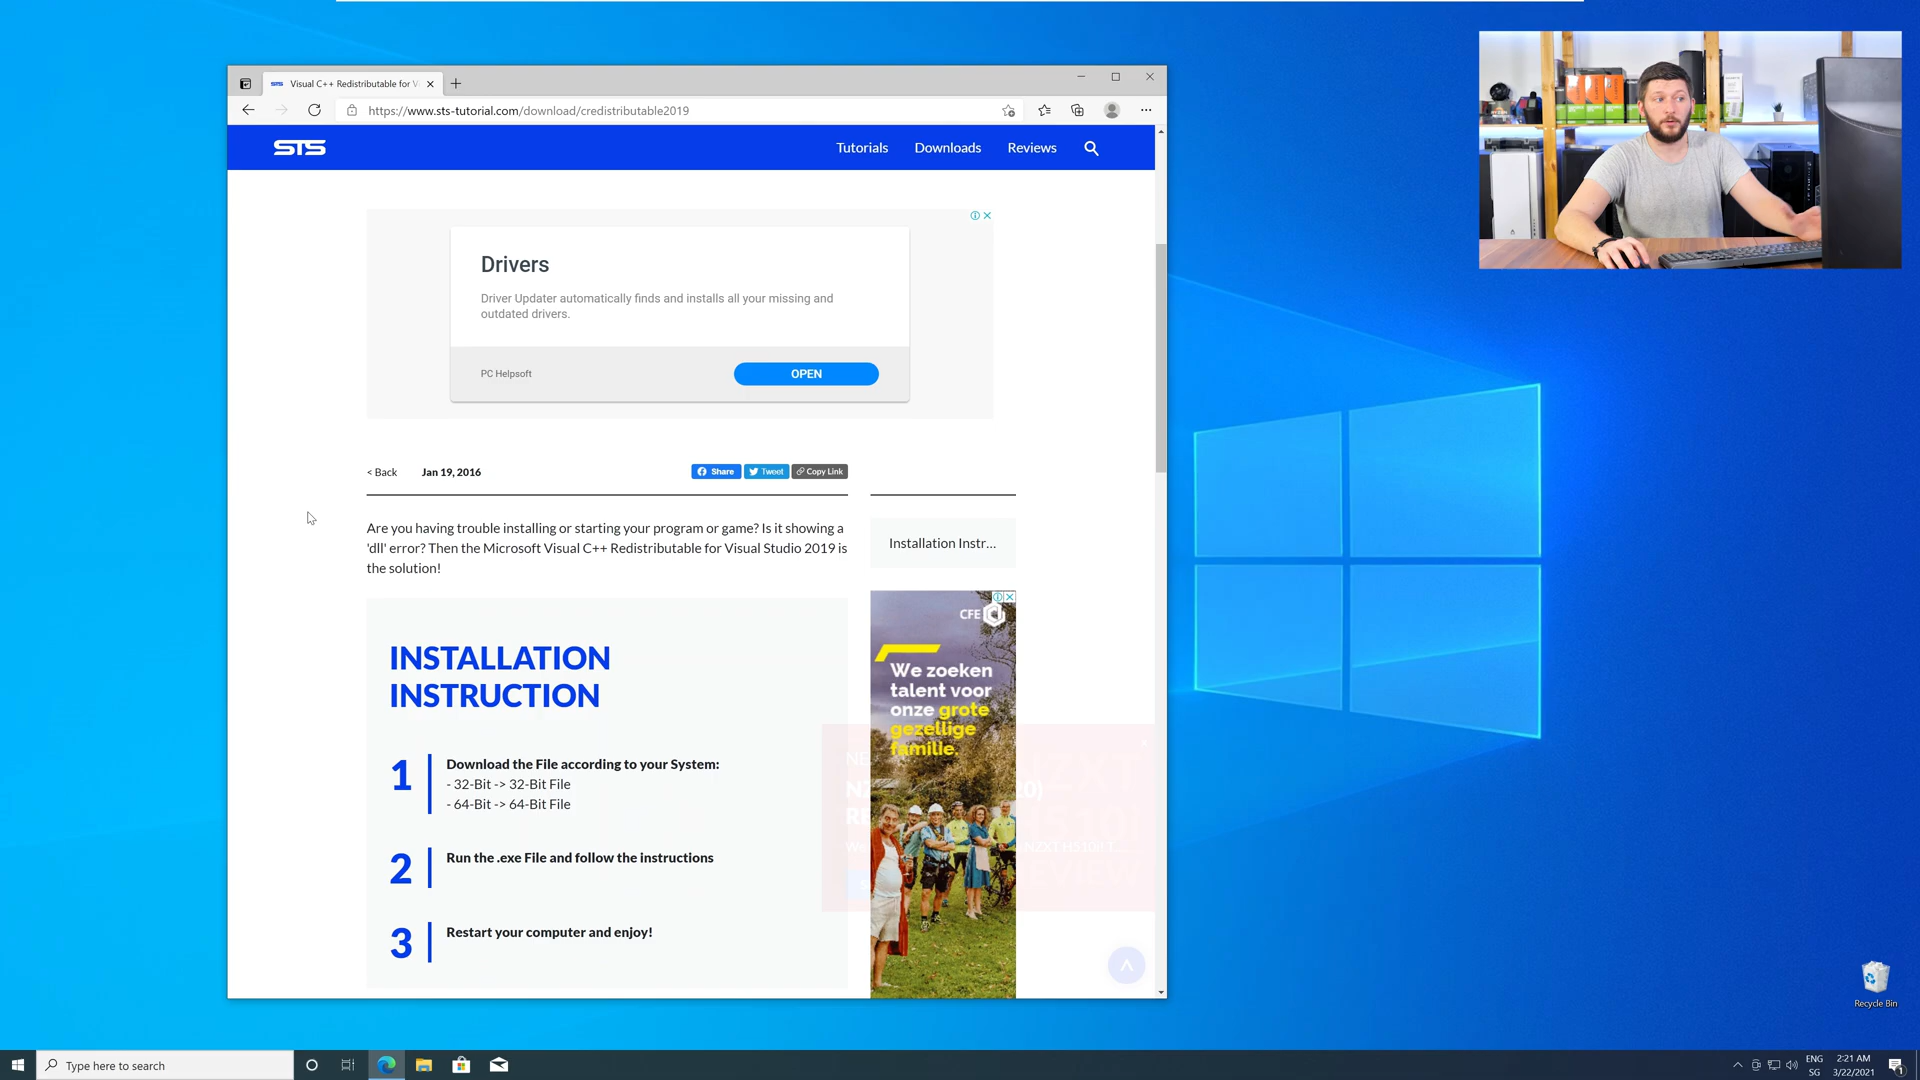 Visual C++ Redistributable for V
https://www.sts-tutorial.com/download/credistributable2019
STS
Tutorials
Downloads
Reviews
Drivers
Driver Updater automatically finds and installs all your missing and
outdated drivers.
PC Helpsoft
OPEN
< Back
Jan 19, 2016
Share
Tweet
Copy Link
Are you having trouble installing or starting your program or game? Is it showing a
'dll' error? Then the Microsoft Visual C++ Redistributable for Visual Studio 2019 is
the solution!
Installation Instr...
INSTALLATION
INSTRUCTION
1
Download the File according to your System:
- 32-Bit -> 32-Bit File
- 64-Bit -> 64-Bit File
2
Run the .exe File and follow the instructions
3
Restart your computer and enjoy!
CFE
We zoeken
talent voor
onze grote
gezellige
familie.
Recycle Bin
Type here to search
ENG
SG
2:21 AM
3/22/2021
1